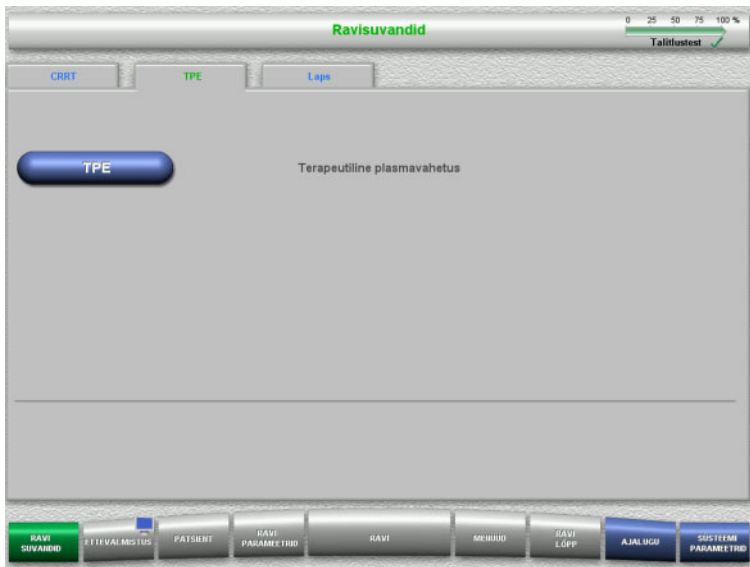 Ravisuvandid
0 25 50 75 100 %
Talitlustest
CRRT TPE Laps
TPE Terapeutiline plasmavahetus
RAVI SUVANDID
ETTEVALMISTUS
PATSIENT
RAVI PARAMEETRID
RAVI
MENÜÜD
RAVI LÕPP
AJALUGU
SÜSTEEMI PARAMEETRID